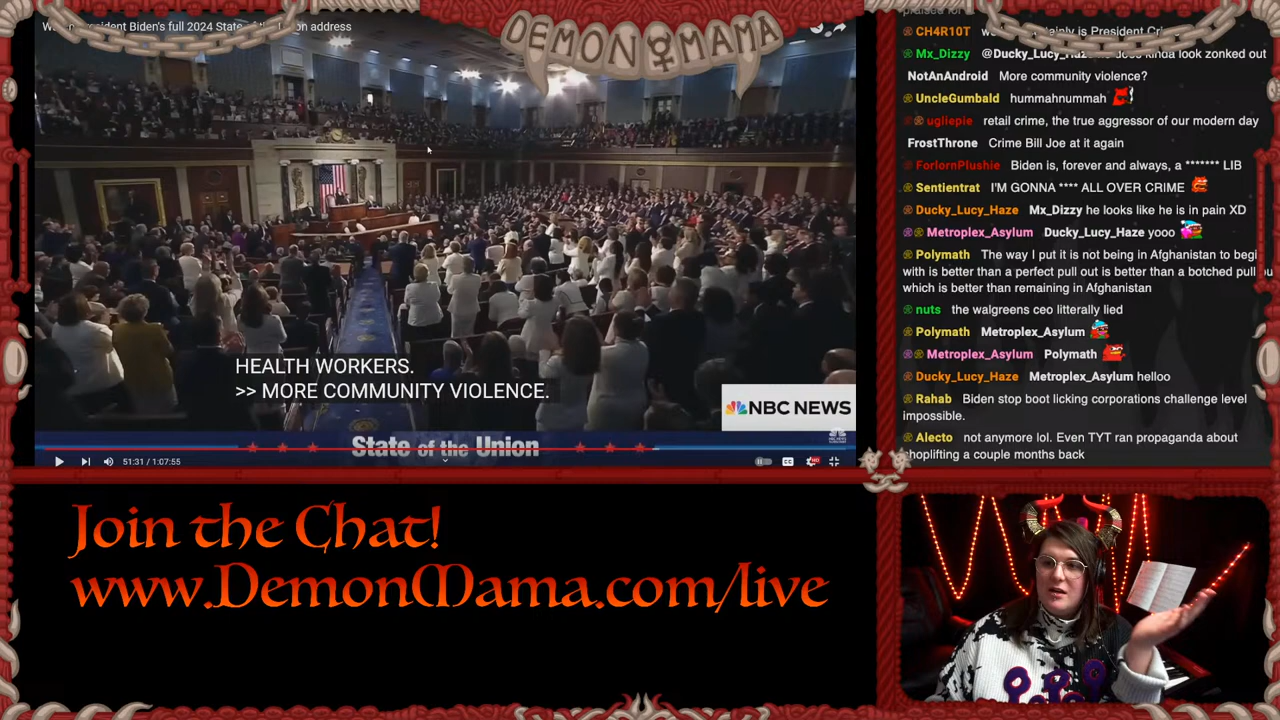 DEMON MAMA
President Biden's full 2024 State of the Union address
HEALTH WORKERS.
>> MORE COMMUNITY VIOLENCE.
NBC NEWS
State of the Union
51:31 / 1:07:55
CC
HD
Join the Chat!
www.DemonMama.com/live
CH4R10T
is President
Mx_Dizzy @Ducky_Lucy_Haze kinda look zonked out
NotAnAndroid More community violence?
UncleGumbald hummahnummah
ugliepie retail crime, the true aggressor of our modern day
FrostThrone Crime Bill Joe at it again
ForlornPlushie Biden is, forever and always, a ******* LIB
Sentientrat I'M GONNA **** ALL OVER CRIME
Ducky_Lucy_Haze Mx_Dizzy he looks like he is in pain XD
Metroplex_Asylum Ducky_Lucy_Haze yooo
Polymath The way I put it is not being in Afghanistan to begi
with is better than a perfect pull out is better than a botched pull
which is better than remaining in Afghanistan
nuts the walgreens ceo litterally lied
Polymath Metroplex_Asylum
Metroplex_Asylum Polymath
Ducky_Lucy_Haze Metroplex_Asylum helloo
Rahab Biden stop boot licking corporations challenge level
impossible.
Alecto not anymore lol. Even TYT ran propaganda about
shoplifting a couple months back